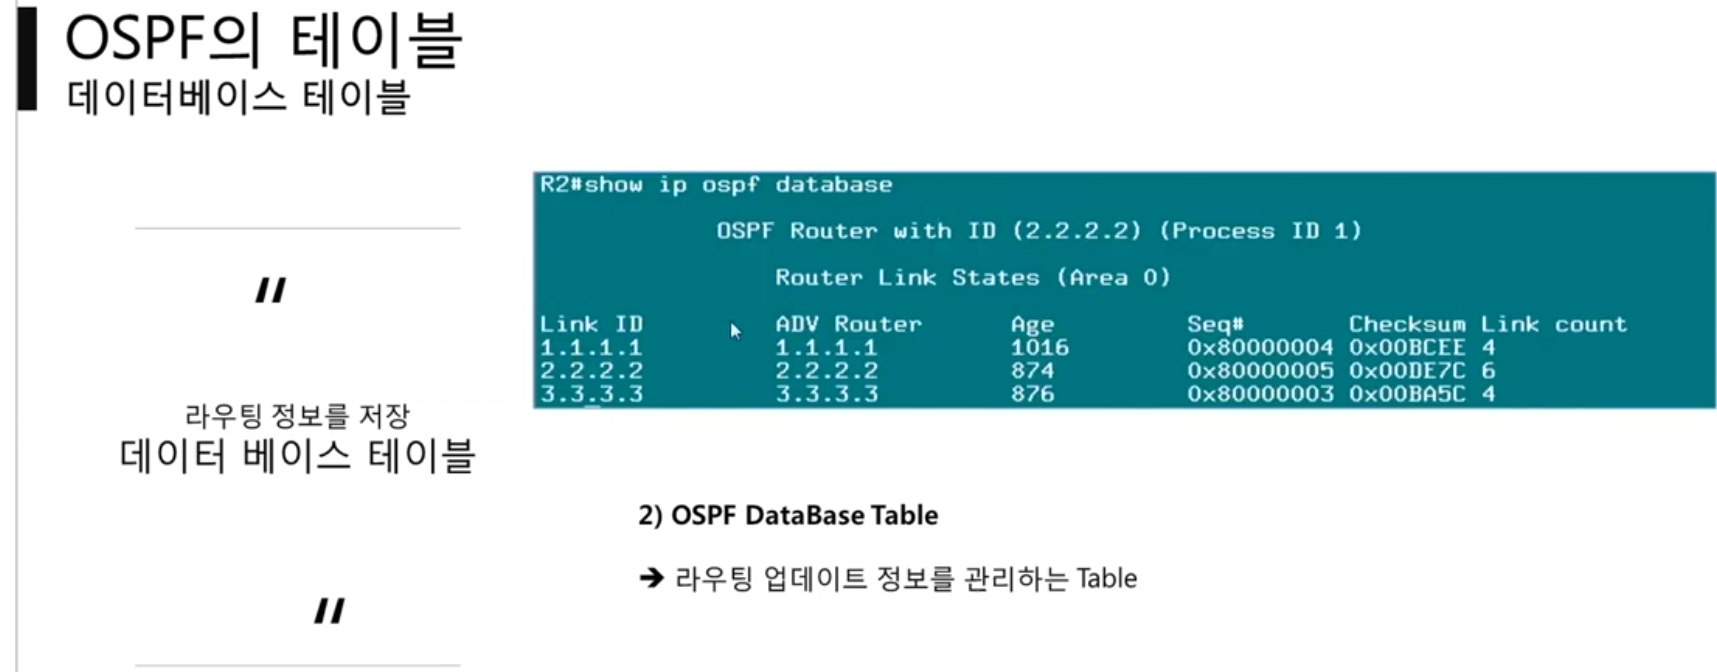 OSPF의 테이블
데이터베이스 테이블
R2#show ip ospf database
OSPF Router with ID (2.2.2.2) (Process ID 1)
Router Link States (Area 0)
Link ID ADV Router Age Seq# Checksum Link count
1.1.1.1 1.1.1.1 1016 0x80000004 0x00BCEE 4
2.2.2.2 2.2.2.2 874 0x80000005 0x00DE7C 6
3.3.3.3 3.3.3.3 876 0x80000003 0x00BA5C 4
"
라우팅 정보를 저장
데이터 베이스 테이블
"
2) OSPF DataBase Table
➔ 라우팅 업데이트 정보를 관리하는 Table